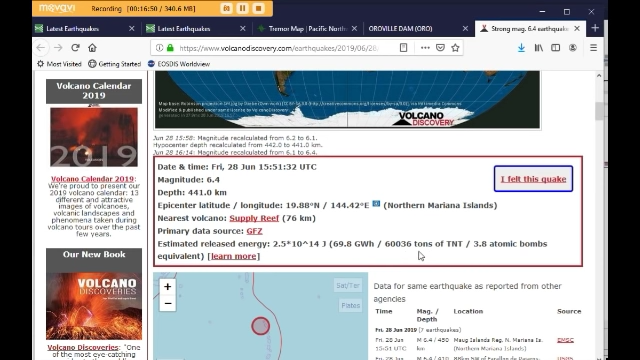 movavi
Recording
00:16:50 / 340.6 MB
Latest Earthquakes
Latest Earthquakes
Tremor Map | Pacific North
OROVILLE DAM (ORO)
Strong mag. 6.4 earthquake
https://www.volcanodiscovery.com/earthquakes/2019/06/28
Most Visited
Getting Started
EOSDIS Worldview
Volcano Calendar
2019
2019
Volcano Calendar 2019:
We're proud to present our
2019 volcano calendar: 13
different and attractive
images of volcanoes,
volcanic landscapes and
phenomena taken during
volcano tours over the past
few years.
Our New Book
VOLCANO
DISCOVERIES
Volcano Discoveries: "One
of the most eye-catching
VOLCANO
DISCOVERY
Jun 28 15:58: Magnitude recalculated from 6.2 to 6.1.
Hypocenter depth recalculated from 442.0 to 441.0 km.
Jun 28 16:14: Magnitude recalculated from 6.1 to 6.4.
Date & time: Fri, 28 Jun 15:51:32 UTC
Magnitude: 6.4
Depth: 441.0 km
Epicenter latitude / longitude: 19.88°N / 144.42°E (Northern Mariana Islands)
Nearest volcano: Supply Reef (76 km)
Primary data source: GFZ
Estimated released energy: 2.5*10^14 J (69.8 GWh / 60036 tons of TNT / 3.8 atomic bombs
equivalent) [learn more]
I felt this quake
+
−
Sat/Ter
Plates
Data for same earthquake as reported from other
agencies
Time Mag. / Depth Location Source
Fri, 28 Jun 2019 (7 earthquakes)
Jun 28 15:51 UTC M 6.4 / 450 km Maug Islands Reg. N. Mariana Is. (Northern Mariana Islands) EMSC